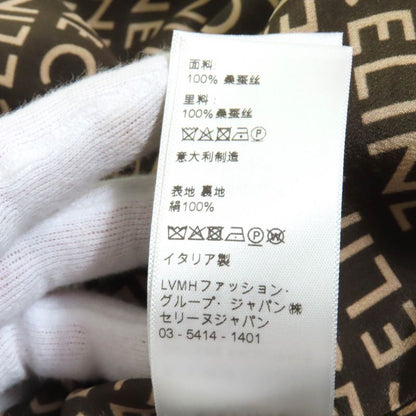 面料
100% 桑蚕丝
里料:
100% 桑蚕丝
意大利制造
表地 裏地
絹100%
イタリア製
LVMHファッション・
グループ・ジャパン㈱
セリーヌジャパン
03 - 5414 - 1401
CELINE